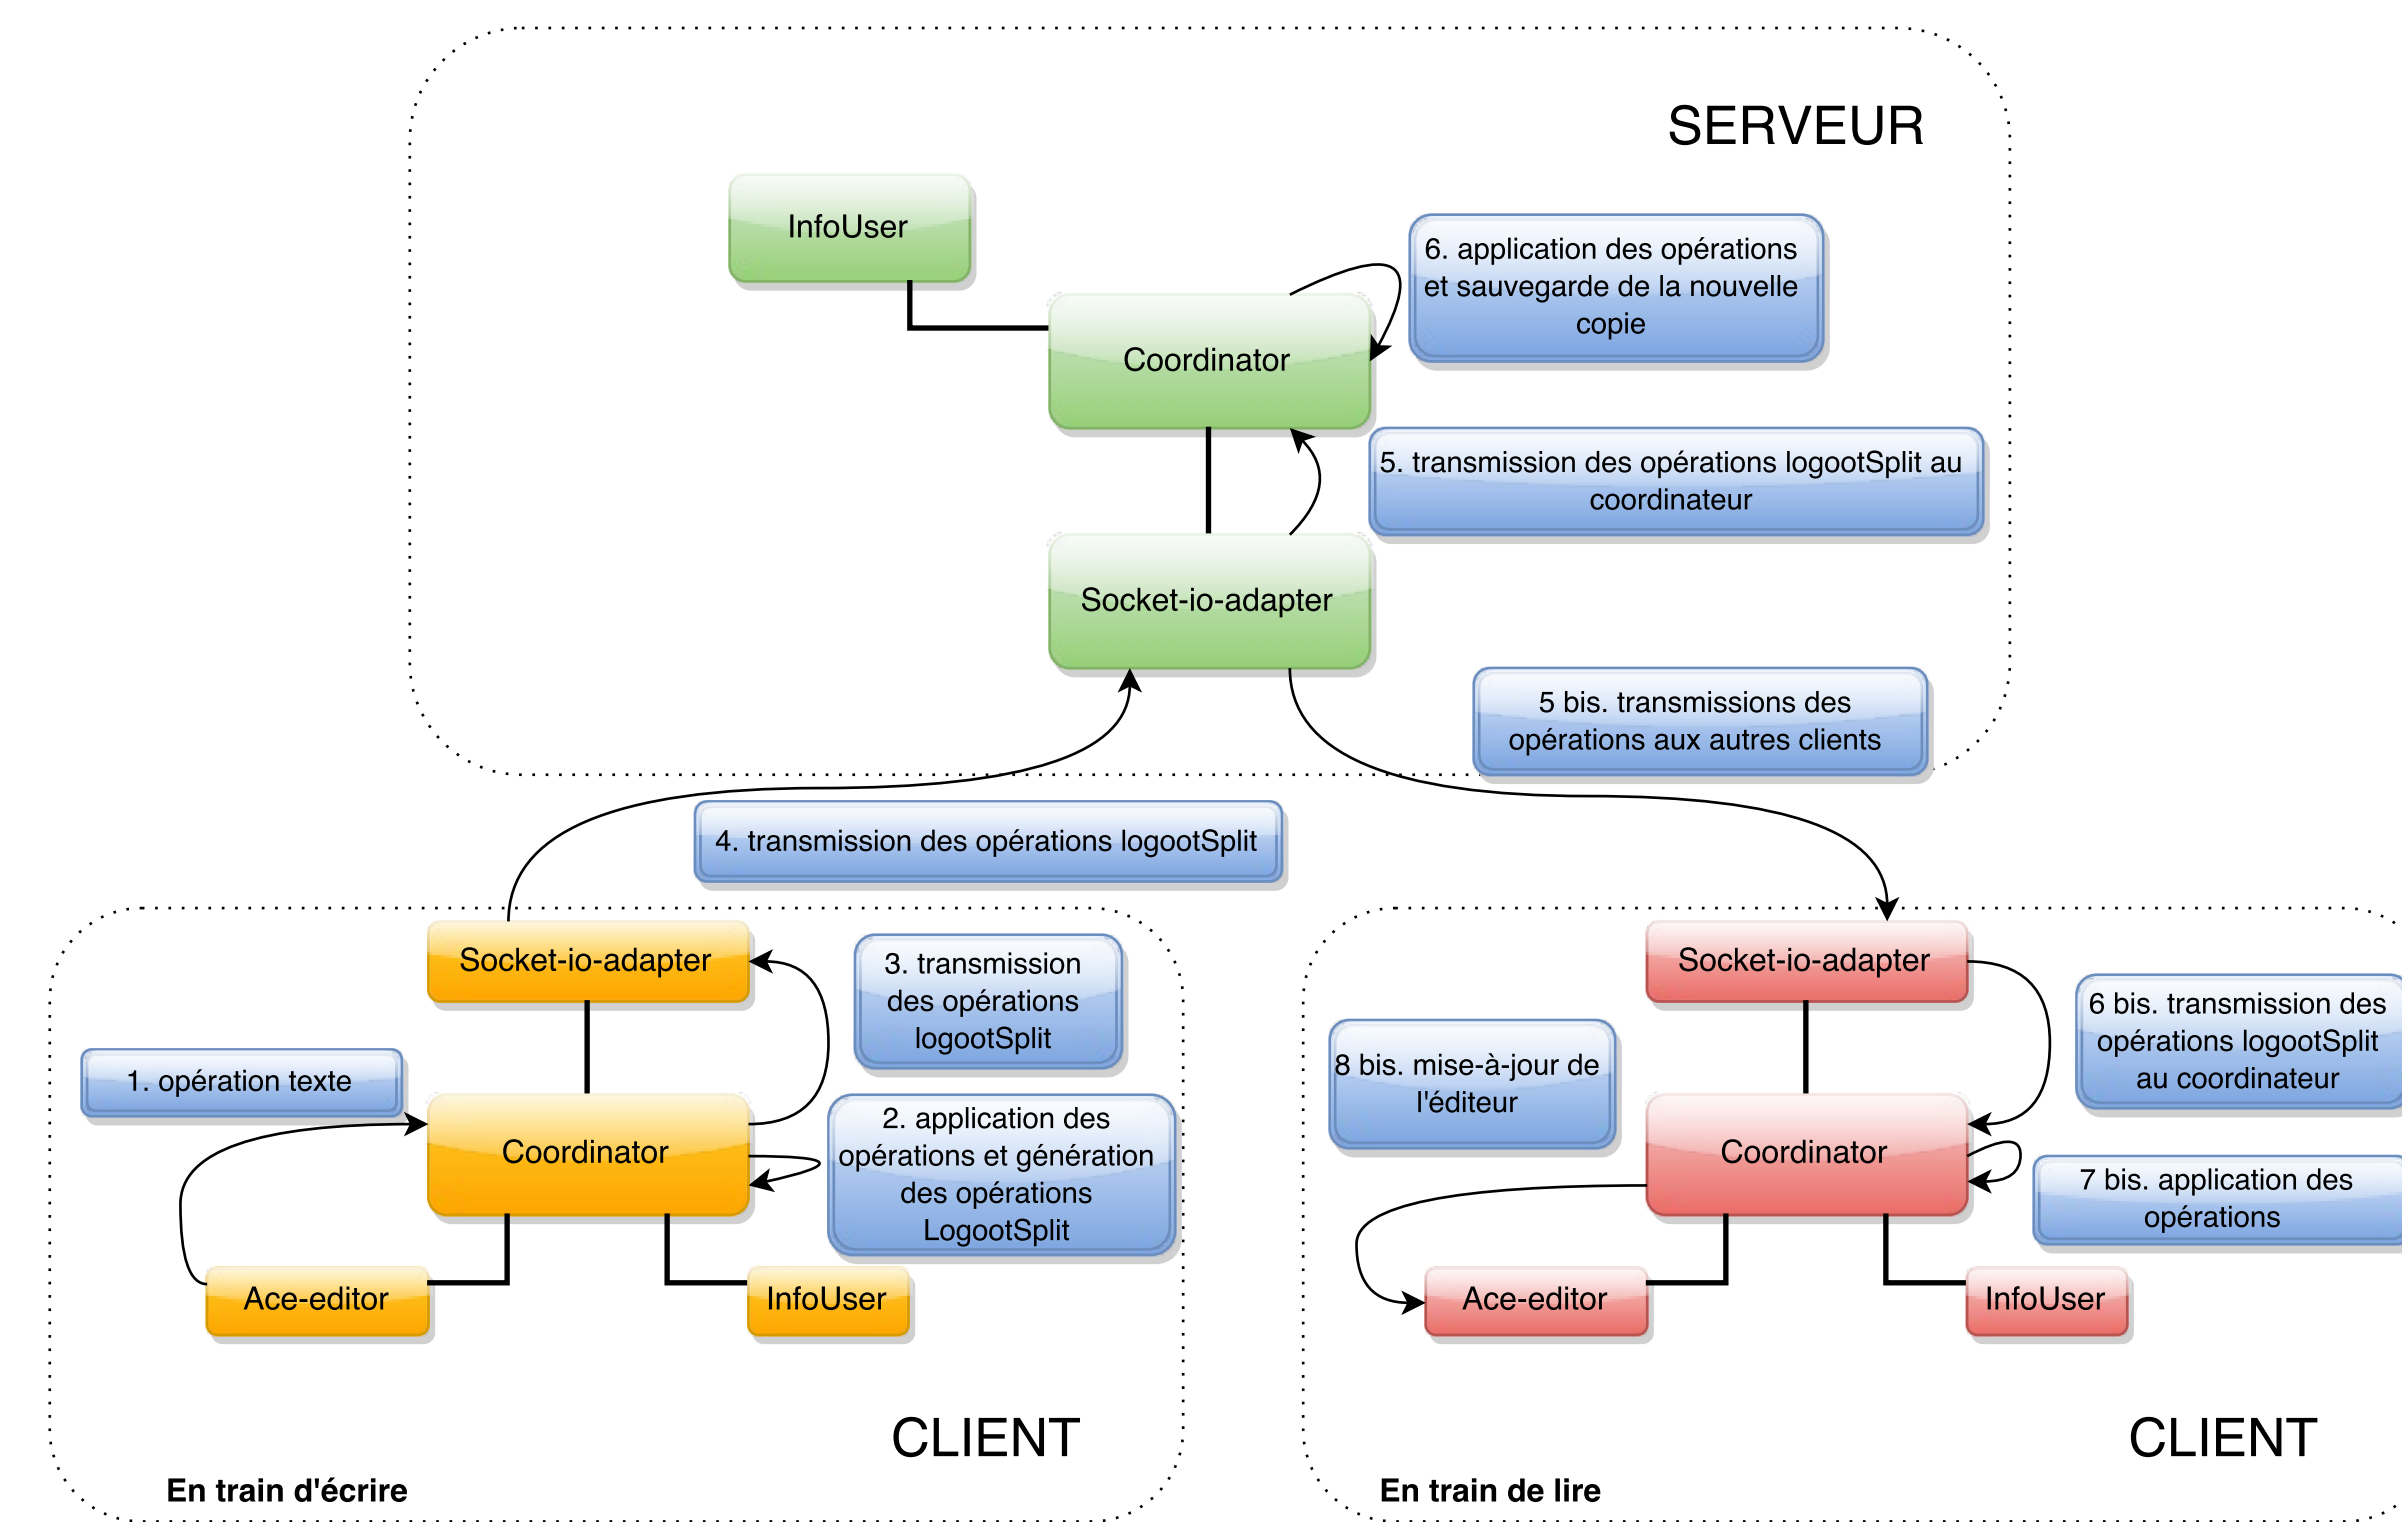 SERVEUR
InfoUser
6. application des opérations
et sauvegarde de la nouvelle
copie
Coordinator
5. transmission des opérations logootSplit au
coordinateur
Socket-io-adapter
5 bis. transmissions des
opérations aux autres clients
4. transmission des opérations logootSplit
Socket-io-adapter
3. transmission
des opérations
logootSplit
1. opération texte
Coordinator
2. application des
opérations et génération
des opérations
LogootSplit
Ace-editor
InfoUser
CLIENT
En train d'écrire
Socket-io-adapter
6 bis. transmission des
opérations logootSplit
au coordinateur
8 bis. mise-à-jour de
l'éditeur
Coordinator
7 bis. application des
opérations
Ace-editor
InfoUser
CLIENT
En train de lire